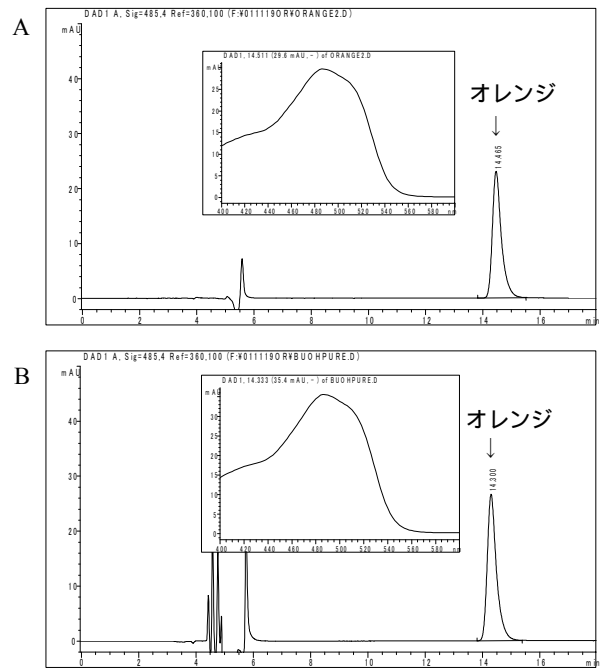 A
DAD1 A, Sig=485,4 Ref=360,100 (F:¥011119OR¥ORANGE2.D)
mAU
DAD1, 14.511 (29.6 mAU, - ) of ORANGE2.D
mAU
30
25
20
15
10
5
0
400 420 440 460 480 500 520 540 560 580 nm
オレンジ
14.465
40
30
20
10
0
0 2 4 6 8 10 12 14 16 min
B
DAD1 A, Sig=485,4 Ref=360,100 (F:¥011119OR¥BUOHPURE.D)
mAU
DAD1, 14.333 (35.4 mAU, - ) of BUOHPURE.D
mAU
30
25
20
15
10
5
0
400 420 440 460 480 500 520 540 560 580 nm
オレンジ
14.300
40
30
20
10
0
0 2 4 6 8 10 12 14 16 min